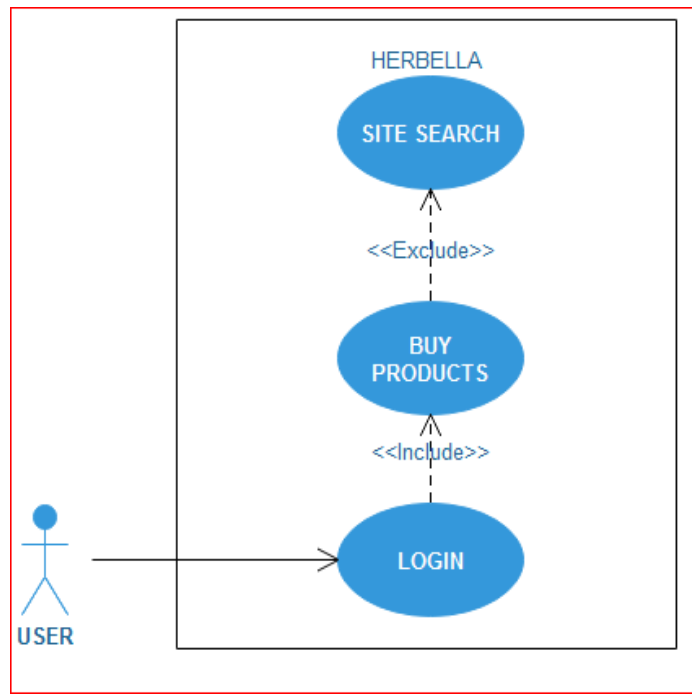 HERBELLA
SITE SEARCH
<<Exclude>>
BUY
PRODUCTS
<<Include>>
LOGIN
USER